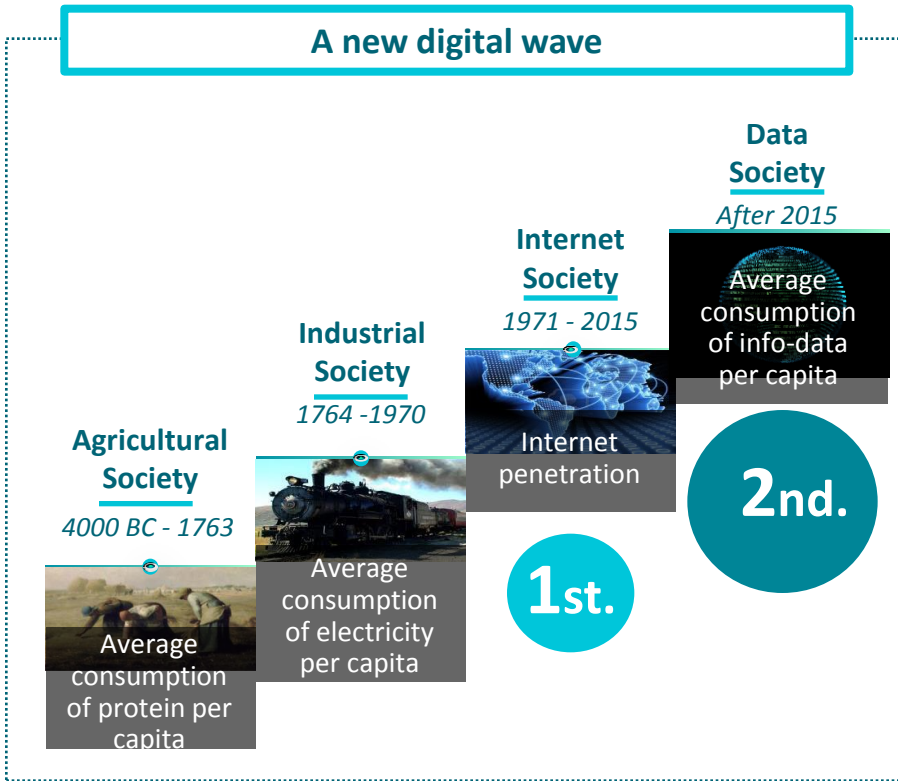 A new digital wave
Agricultural
Society
4000 BC - 1763
Average
consumption
of protein per
capita
Industrial
Society
1764 -1970
Average
consumption
of electricity
per capita
Internet
Society
1971 - 2015
Internet
penetration
1st.
Data
Society
After 2015
Average
consumption
of info-data
per capita
2nd.